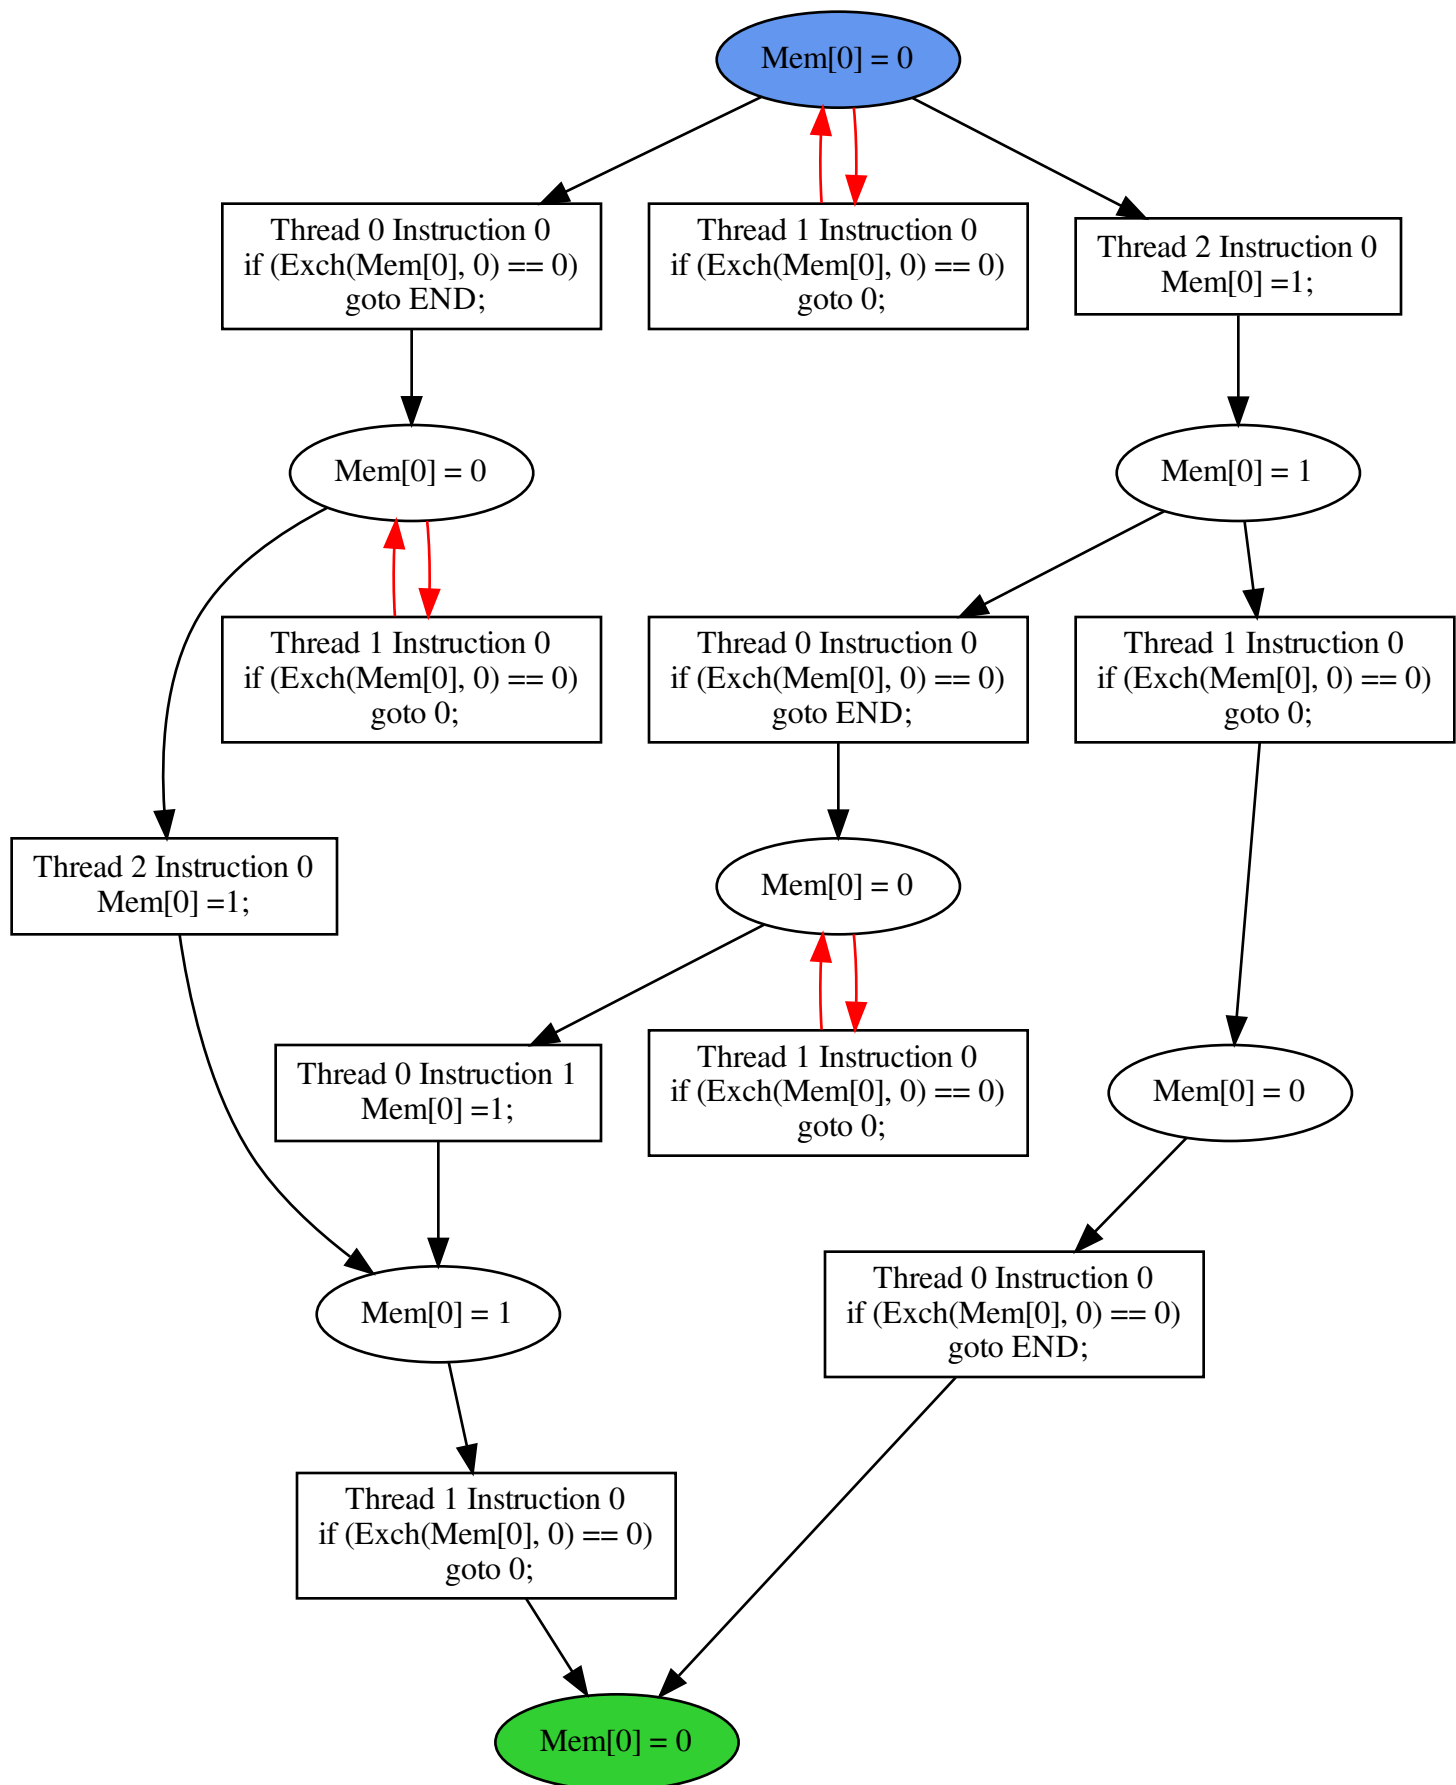 Mem[0] = 0
Thread 0 Instruction 0
if (Exch(Mem[0], 0) == 0)
goto END;
Thread 1 Instruction 0
if (Exch(Mem[0], 0) == 0)
goto 0;
Thread 2 Instruction 0
Mem[0] =1;
Mem[0] = 0
Mem[0] = 1
Thread 1 Instruction 0
if (Exch(Mem[0], 0) == 0)
goto 0;
Thread 0 Instruction 0
if (Exch(Mem[0], 0) == 0)
goto END;
Thread 1 Instruction 0
if (Exch(Mem[0], 0) == 0)
goto 0;
Thread 2 Instruction 0
Mem[0] =1;
Mem[0] = 0
Thread 0 Instruction 1
Mem[0] =1;
Thread 1 Instruction 0
if (Exch(Mem[0], 0) == 0)
goto 0;
Mem[0] = 0
Mem[0] = 1
Thread 0 Instruction 0
if (Exch(Mem[0], 0) == 0)
goto END;
Thread 1 Instruction 0
if (Exch(Mem[0], 0) == 0)
goto 0;
Mem[0] = 0